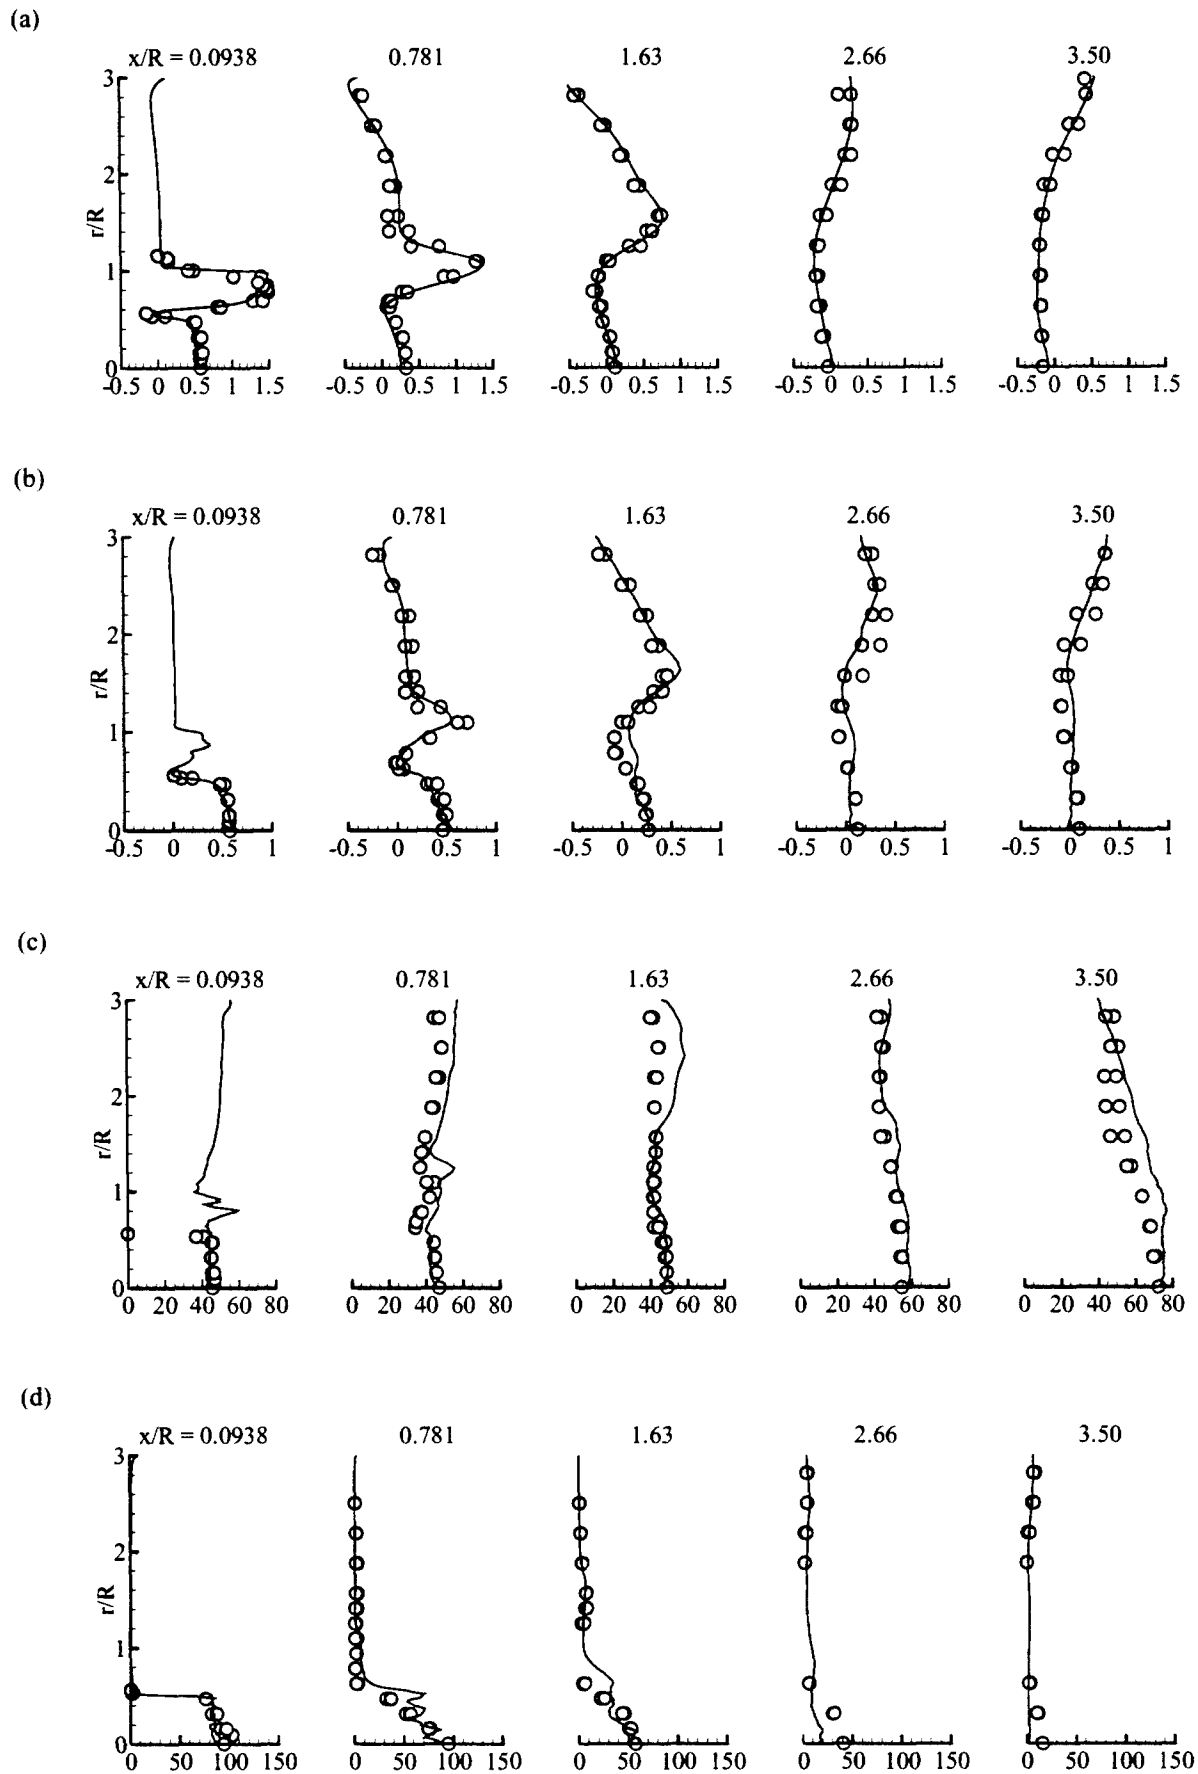 (a)
x/R = 0.0938 0.781 1.63 2.66 3.50
3
2
r/R
1
0
-0.5 0 0.5 1 1.5 -0.5 0 0.5 1 1.5 -0.5 0 0.5 1 1.5 -0.5 0 0.5 1 1.5 -0.5 0 0.5 1 1.5
(b)
x/R = 0.0938 0.781 1.63 2.66 3.50
3
2
r/R
1
0
-0.5 0 0.5 1 -0.5 0 0.5 1 -0.5 0 0.5 1 -0.5 0 0.5 1 -0.5 0 0.5 1
(c)
x/R = 0.0938 0.781 1.63 2.66 3.50
3
2
r/R
1
0
0 20 40 60 80 0 20 40 60 80 0 20 40 60 80 0 20 40 60 80 0 20 40 60 80
(d)
x/R = 0.0938 0.781 1.63 2.66 3.50
3
2
r/R
1
0
0 50 100 150 0 50 100 150 0 50 100 150 0 50 100 150 0 50 100 150